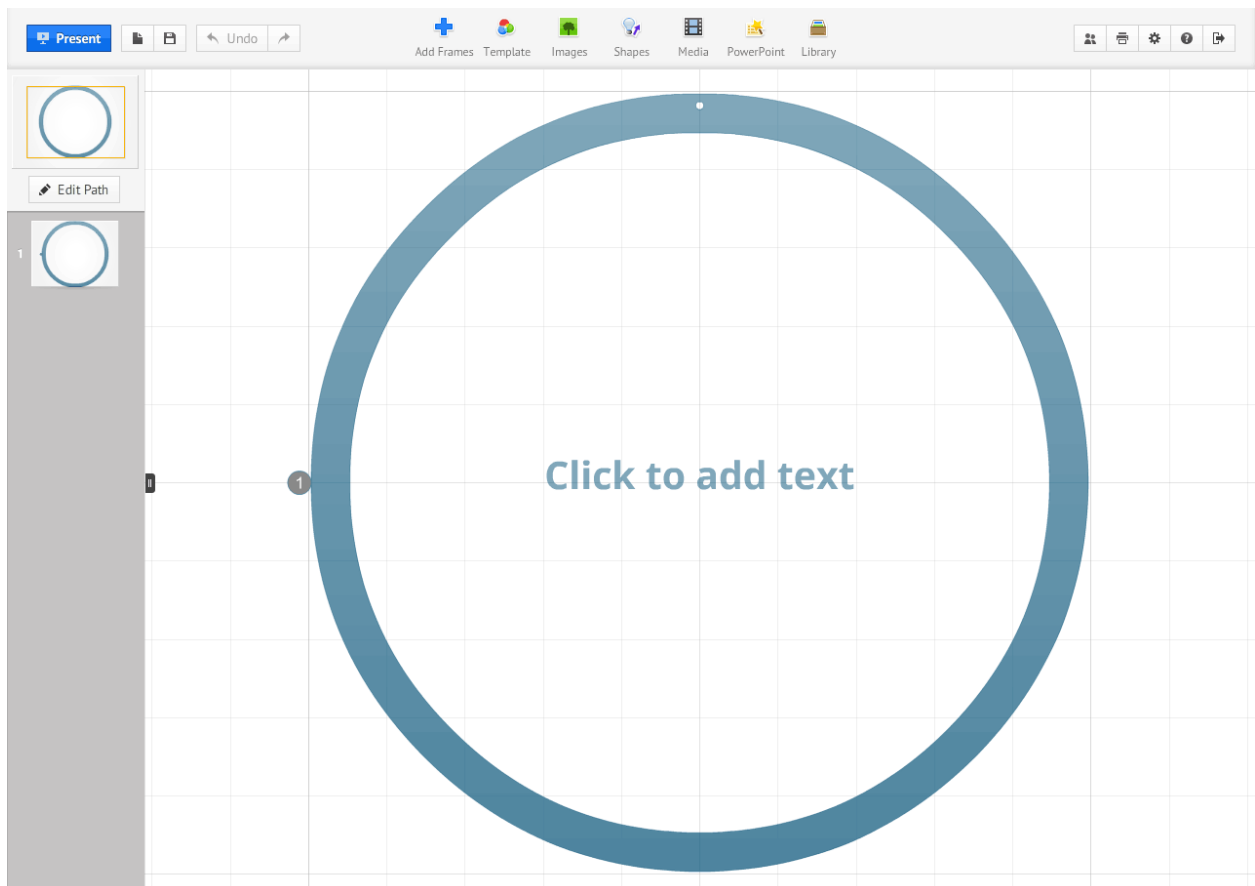 Present
Undo
Add Frames Template Images Shapes Media PowerPoint Library
Edit Path
1
1
Click to add text